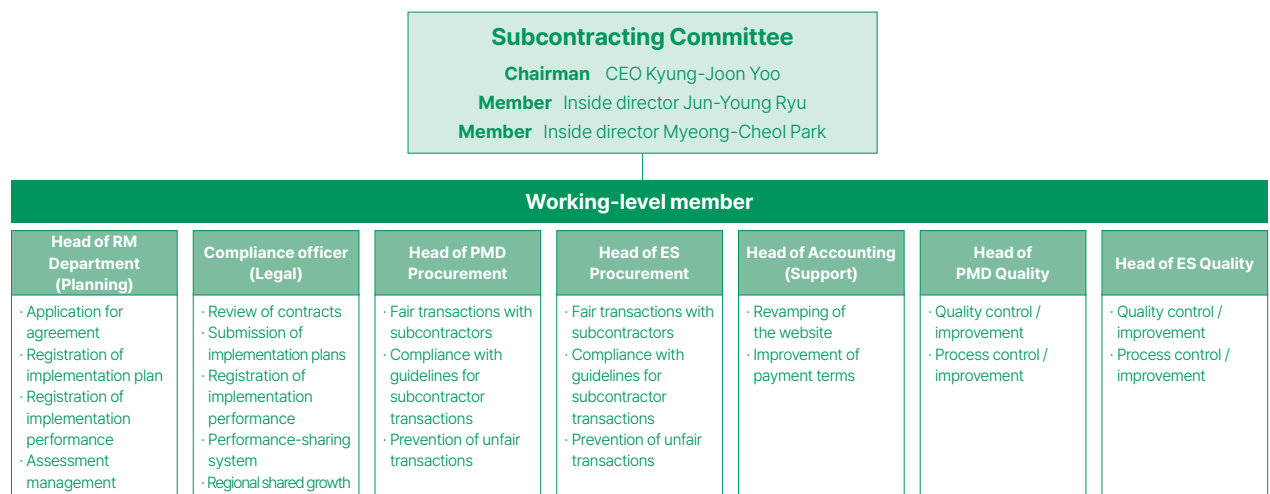 Subcontracting Committee
Chairman CEO Kyung-Joon Yoo
Member Inside director Jun-Young Ryu
Member Inside director Myeong-Cheol Park
Working-level member
Head of RM
Department
(Planning)
· Application for
agreement
· Registration of
implementation plan
· Registration of
implementation
performance
· Assessment
management
Compliance officer
(Legal)
· Review of contracts
· Submission of
implementation plans
· Registration of
implementation
performance
· Performance-sharing
system
· Regional shared growth
Head of PMD
Procurement
· Fair transactions with
subcontractors
· Compliance with
guidelines for
subcontractor
transactions
· Prevention of unfair
transactions
Head of ES
Procurement
· Fair transactions with
subcontractors
· Compliance with
guidelines for
subcontractor
transactions
· Prevention of unfair
transactions
Head of Accounting
(Support)
· Revamping of
the website
· Improvement of
payment terms
Head of
PMD Quality
· Quality control /
improvement
· Process control /
improvement
Head of ES Quality
· Quality control /
improvement
· Process control /
improvement